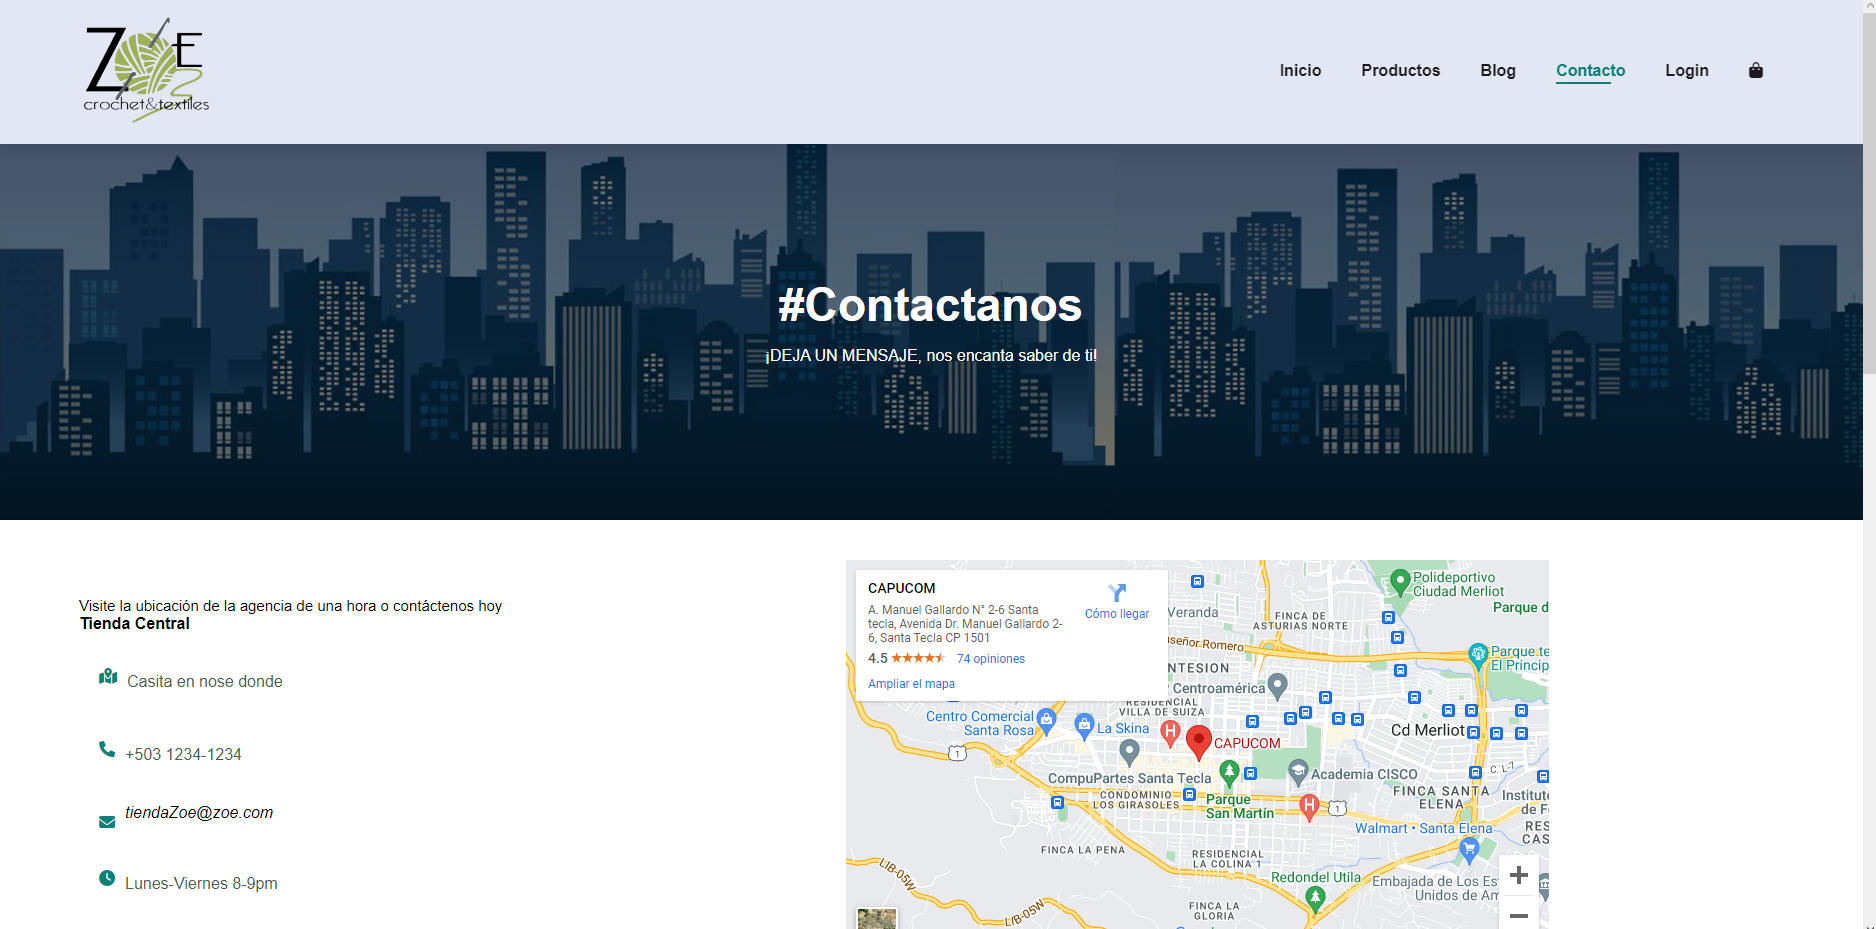 ZOE
crochet&textiles
Inicio
Productos
Blog
Contacto
Login
#Contactanos
¡DEJA UN MENSAJE, nos encanta saber de ti!
Visite la ubicación de la agencia de una hora o contáctenos hoy
Tienda Central
Casita en nose donde
+503 1234-1234
tiendaZoe@zoe.com
Lunes-Viernes 8-9pm
CAPUCOM
A. Manuel Gallardo N° 2-6 Santa
tecla, Avenida Dr. Manuel Gallardo 2-
6, Santa Tecla CP 1501
4.5
74 opiniones
Ampliar el mapa
Cómo llegar
Polideportivo
Ciudad Merliot
Parque d
Veranda
FINCA DE
ASTURIAS NORTE
señor Romero
Parque te
El Princip
NTESION
Centroamérica
RESIDENCIAL
VILLA DE SUIZA
Centro Comercial
Santa Rosa
La Skina
H
CAPUCOM
Cd Merliot
1
CompuPartes Santa Tecla
Academia CISCO
C. L-7
CONDOMINIO
LOS GIRASOLES
Parque
San Martín
H
1
FINCA SANTA
ELENA
Institut
de F
Walmart • Santa Elena
RES
CAS
FINCA LA PENA
RESIDENCIAL
LA COLINA 1
LIB-05W
Redondel Utila
Embajada de Los Es
Unidos de Am
LIB-05W
FINCA LA
GLORIA